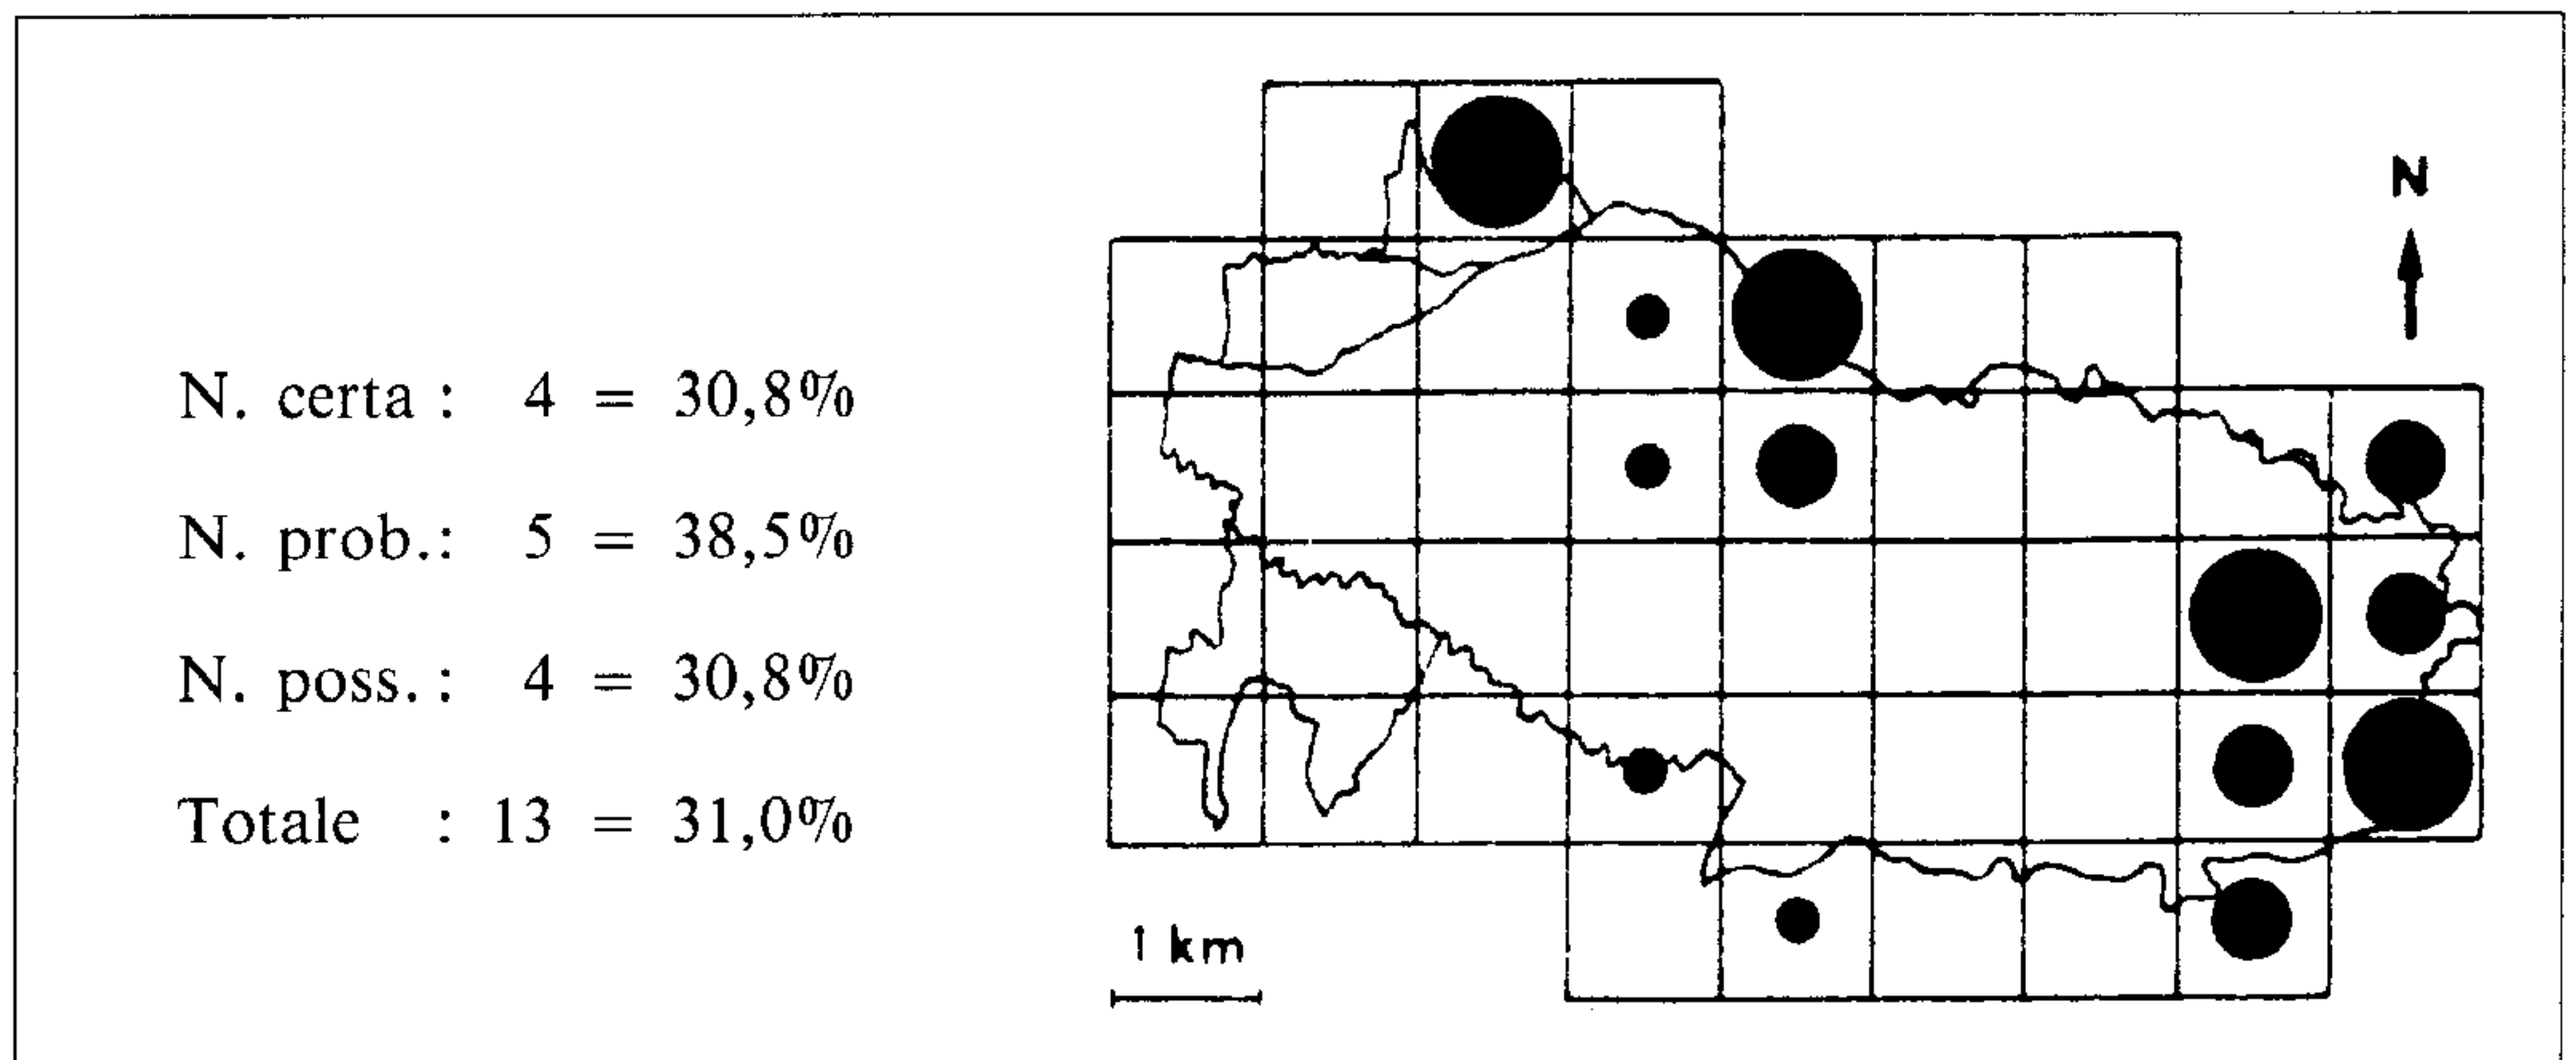 N. certa : 4 = 30,8%
N. prob.: 5 = 38,5%
N. poss. : 4 = 30,8%
Totale : 13 = 31,0%
N
1 km